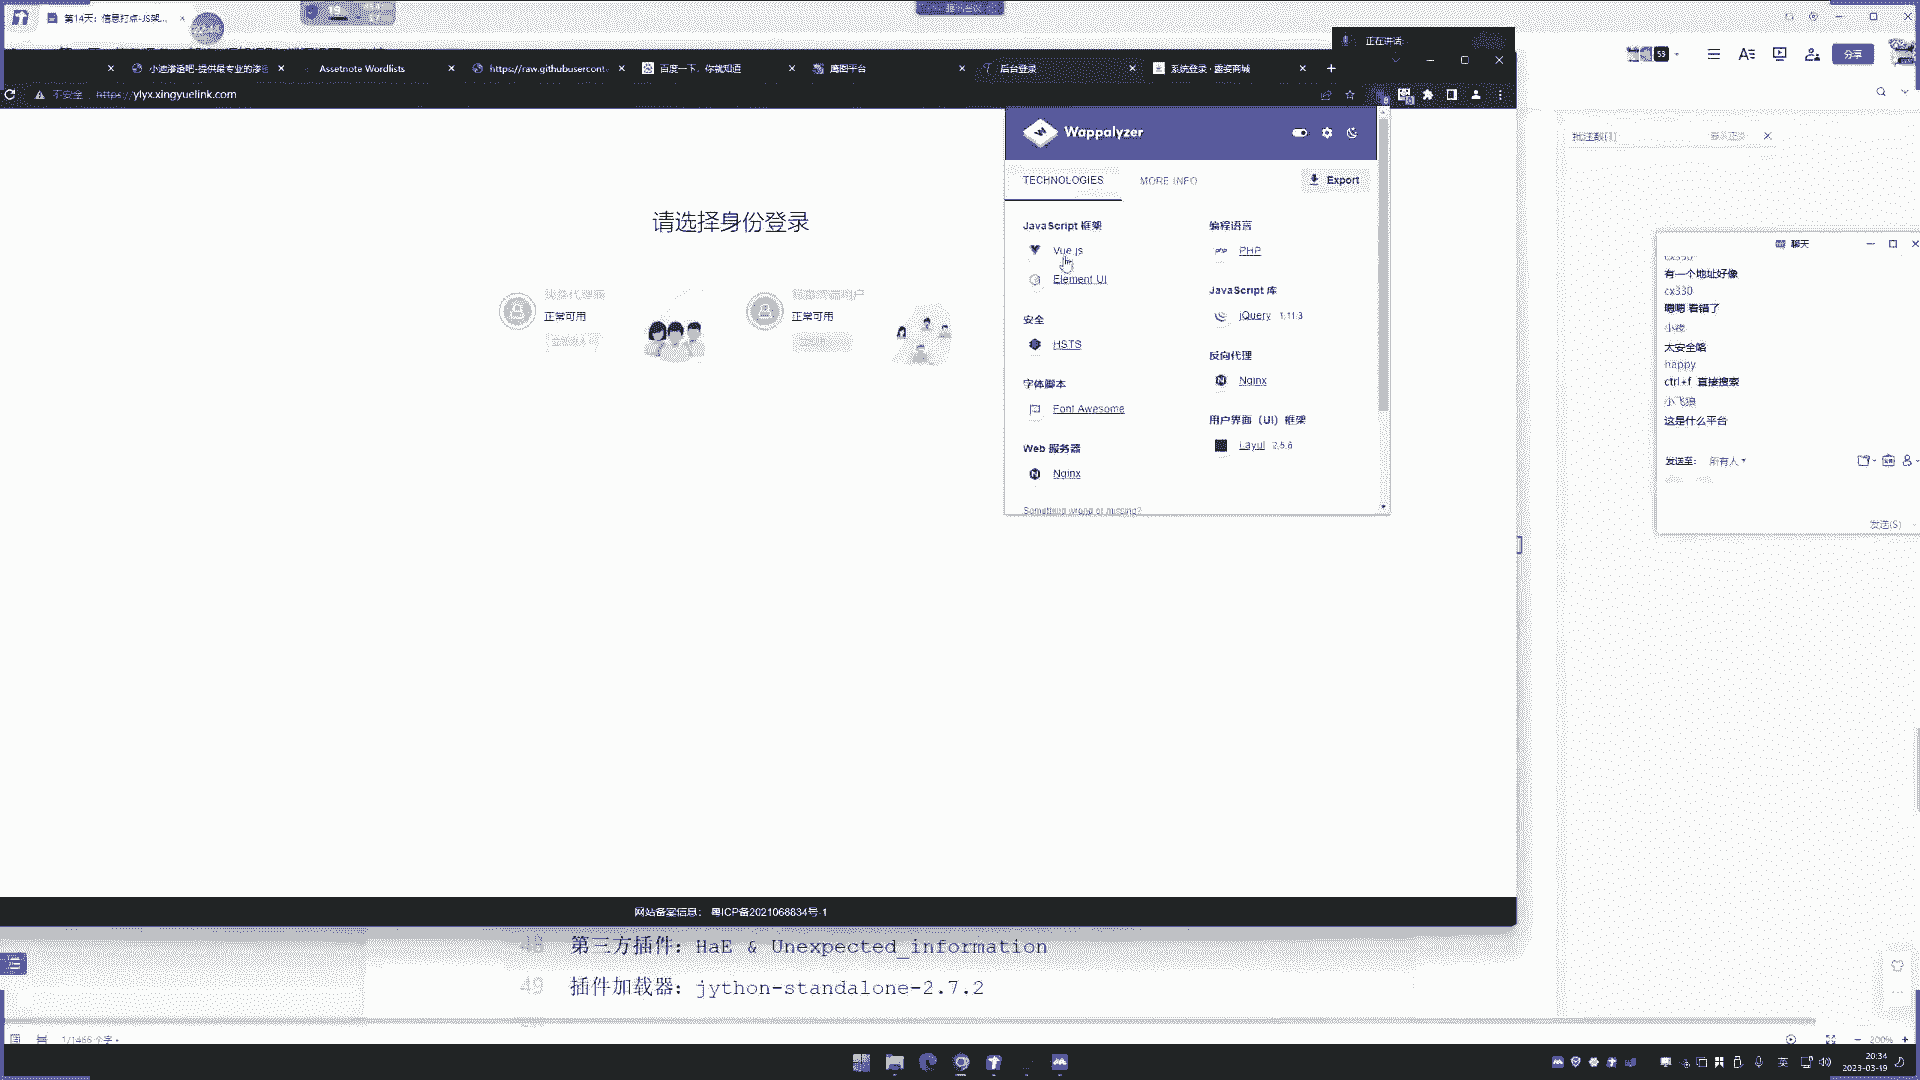 第14天：信息打点-JS架...
正在讲话:
小迪渗透吧-提供最专业的渗
Assetnote Wordlists
https://raw.githubusercont
百度一下，你就知道
鹰图平台
后台登录
系统登录 · 壹姿商城
不安全
https://ylyx.xingyuelink.com
53
分享
Wappalyzer
TECHNOLOGIES
MORE INFO
Export
JavaScript 框架
Vue.js
Element UI
安全
HSTS
字体脚本
Font Awesome
Web 服务器
Nginx
编程语言
PHP
JavaScript 库
jQuery 1.11.3
反向代理
Nginx
用户界面（UI）框架
Layui 2.5.6
Something wrong or missing?
请选择身份登录
正常可用
正常可用
聊天
有一个地址好像
cx330
嗯嗯 看错了
太安全略
happy
ctrl+f 直接搜索
小飞狼
这是什么平台
发送至: 所有人
发送(S)
网站备案信息： 粤ICP备2021068834号-1
48 第三方插件：HaE & Unexpected_information
49 插件加载器：jython-standalone-2.7.2
1/1466 个字
200%
英
20:34
2023-03-19